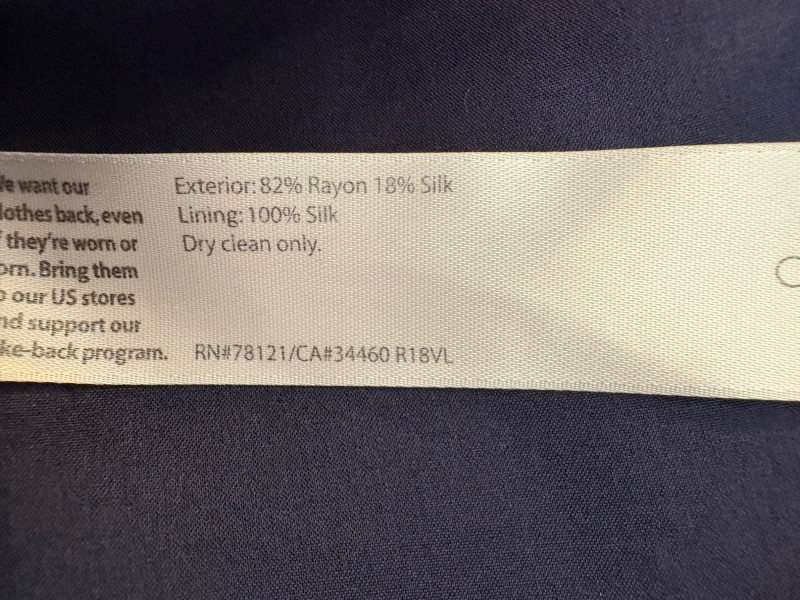 want our
back, even
they're worn or
Bring them
our US stores
support our
program.
Exterior: 82% Rayon 18% Silk
Lining: 100% Silk
Dry clean only.
RN#78121/CA#34460 R18VL